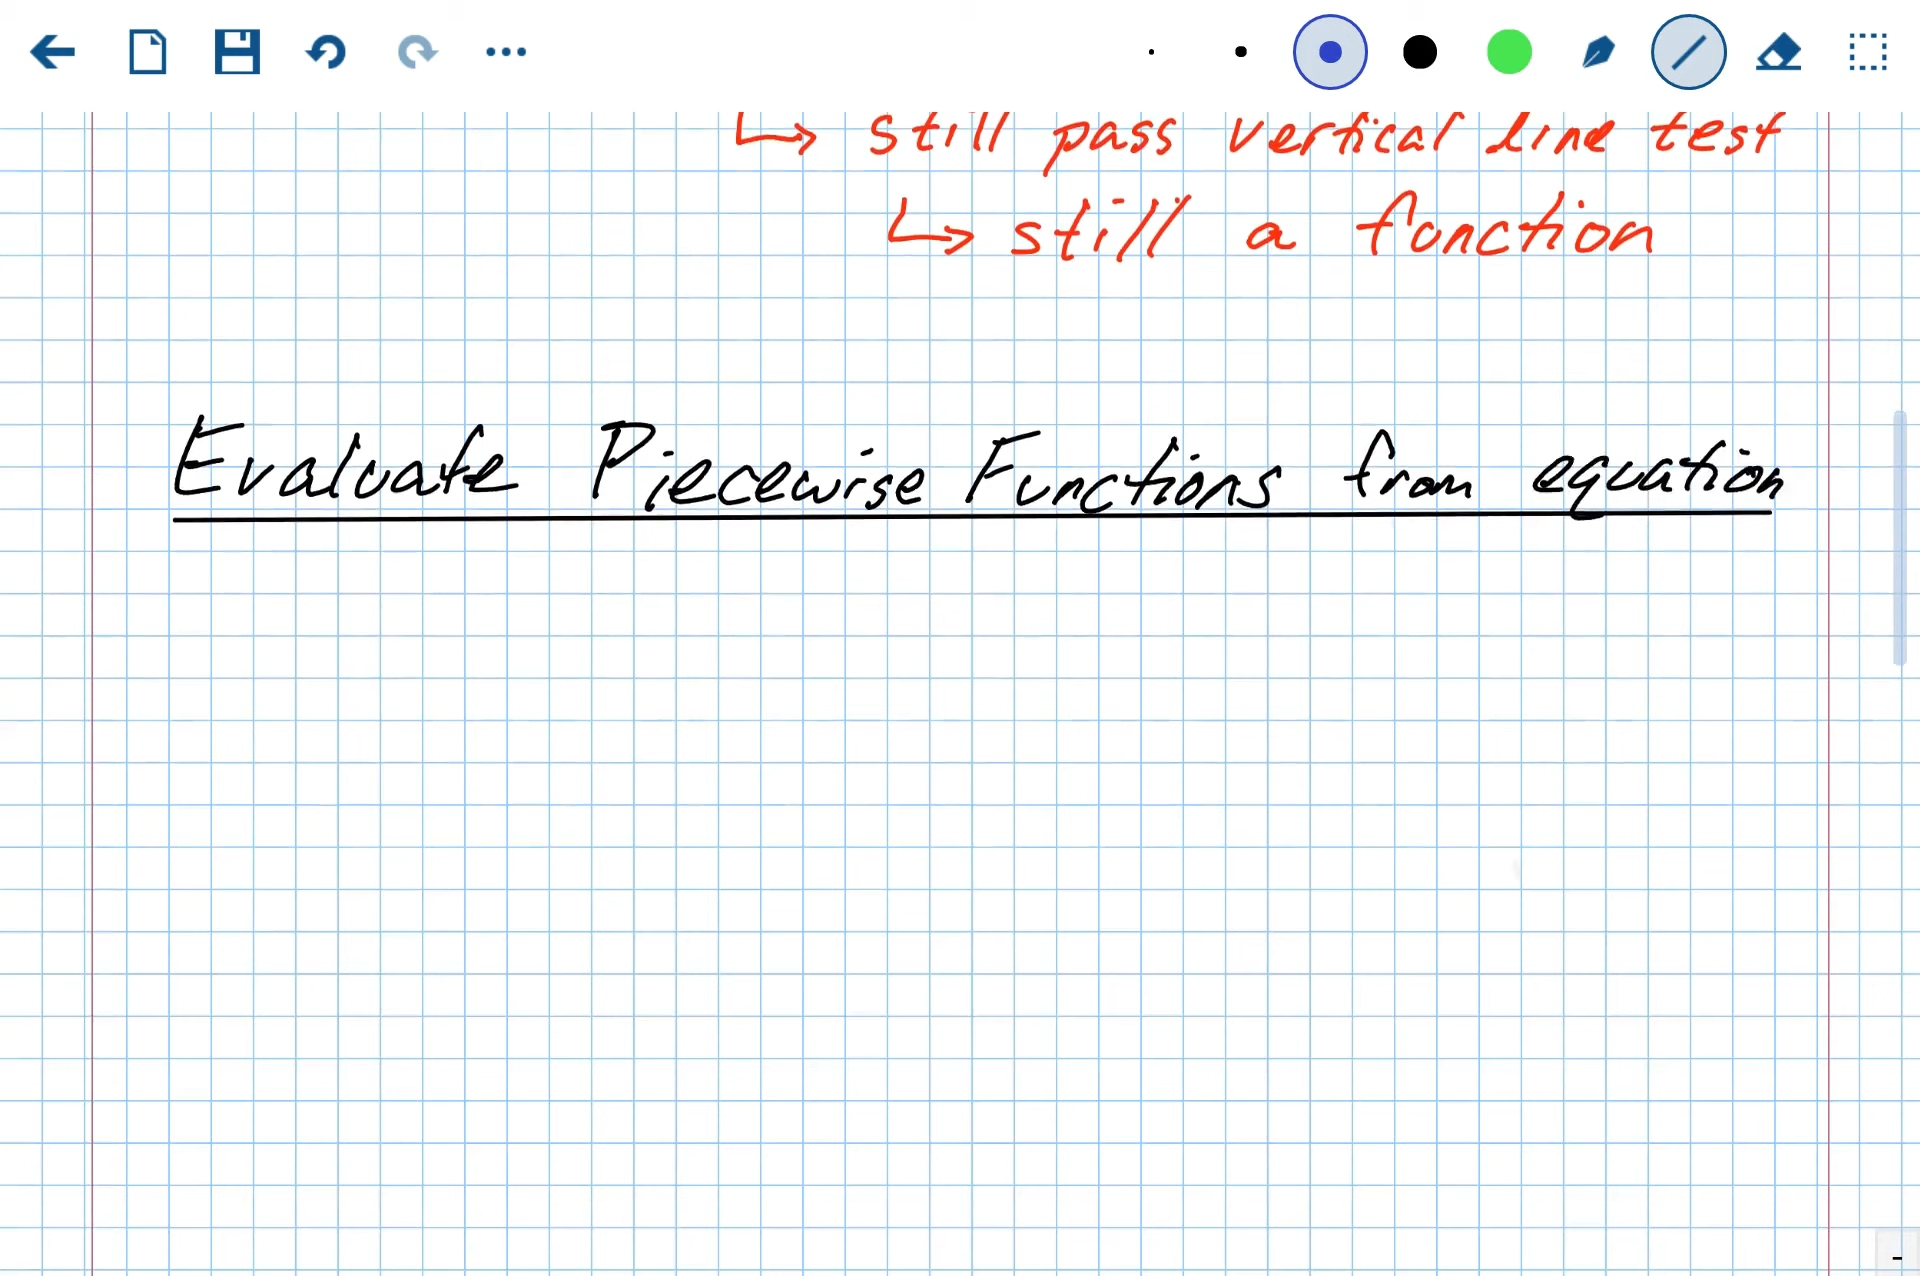 ↳ still pass vertical line test
↳ still a function
Evaluate Piecewise Functions from equation